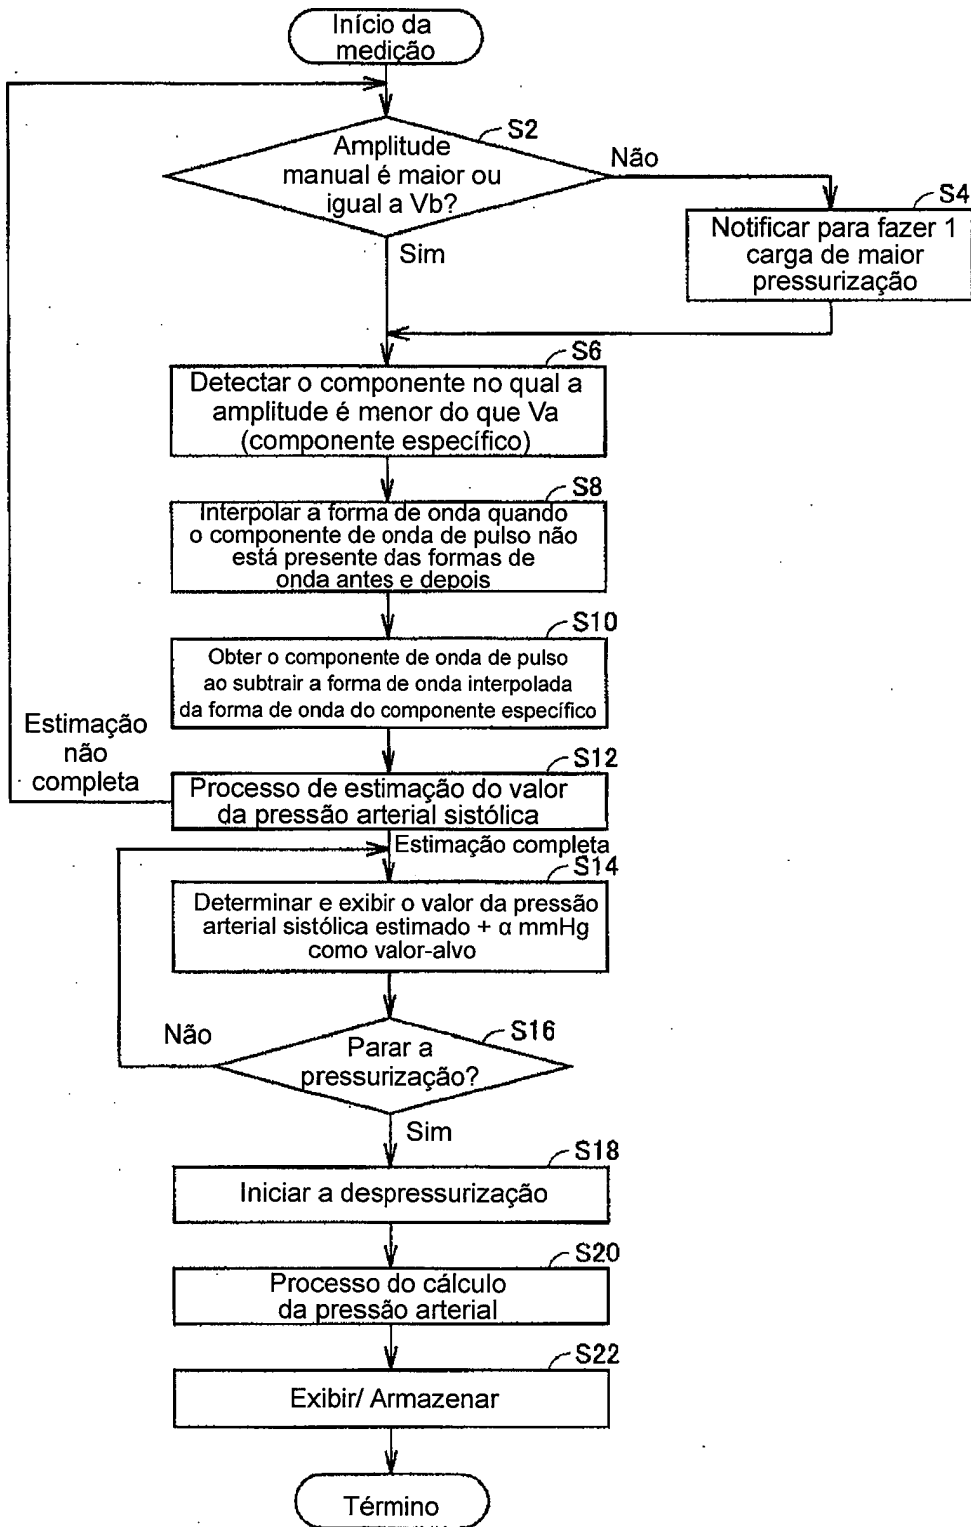 Início da
medição
S2
Amplitude
manual é maior ou
igual a Vb?
Não
Sim
S4
Notificar para fazer 1
carga de maior
pressurização
S6
Detectar o componente no qual a
amplitude é menor do que Va
(componente específico)
S8
Interpolar a forma de onda quando
o componente de onda de pulso não
está presente das formas de
onda antes e depois
S10
Obter o componente de onda de pulso
ao subtrair a forma de onda interpolada
da forma de onda do componente específico
Estimação
não
completa
S12
Processo de estimação do valor
da pressão arterial sistólica
Estimação completa
S14
Determinar e exibir o valor da pressão
arterial sistólica estimado + α mmHg
como valor-alvo
Não
S16
Parar a
pressurização?
Sim
S18
Iniciar a despressurização
S20
Processo do cálculo
da pressão arterial
S22
Exibir/ Armazenar
Término